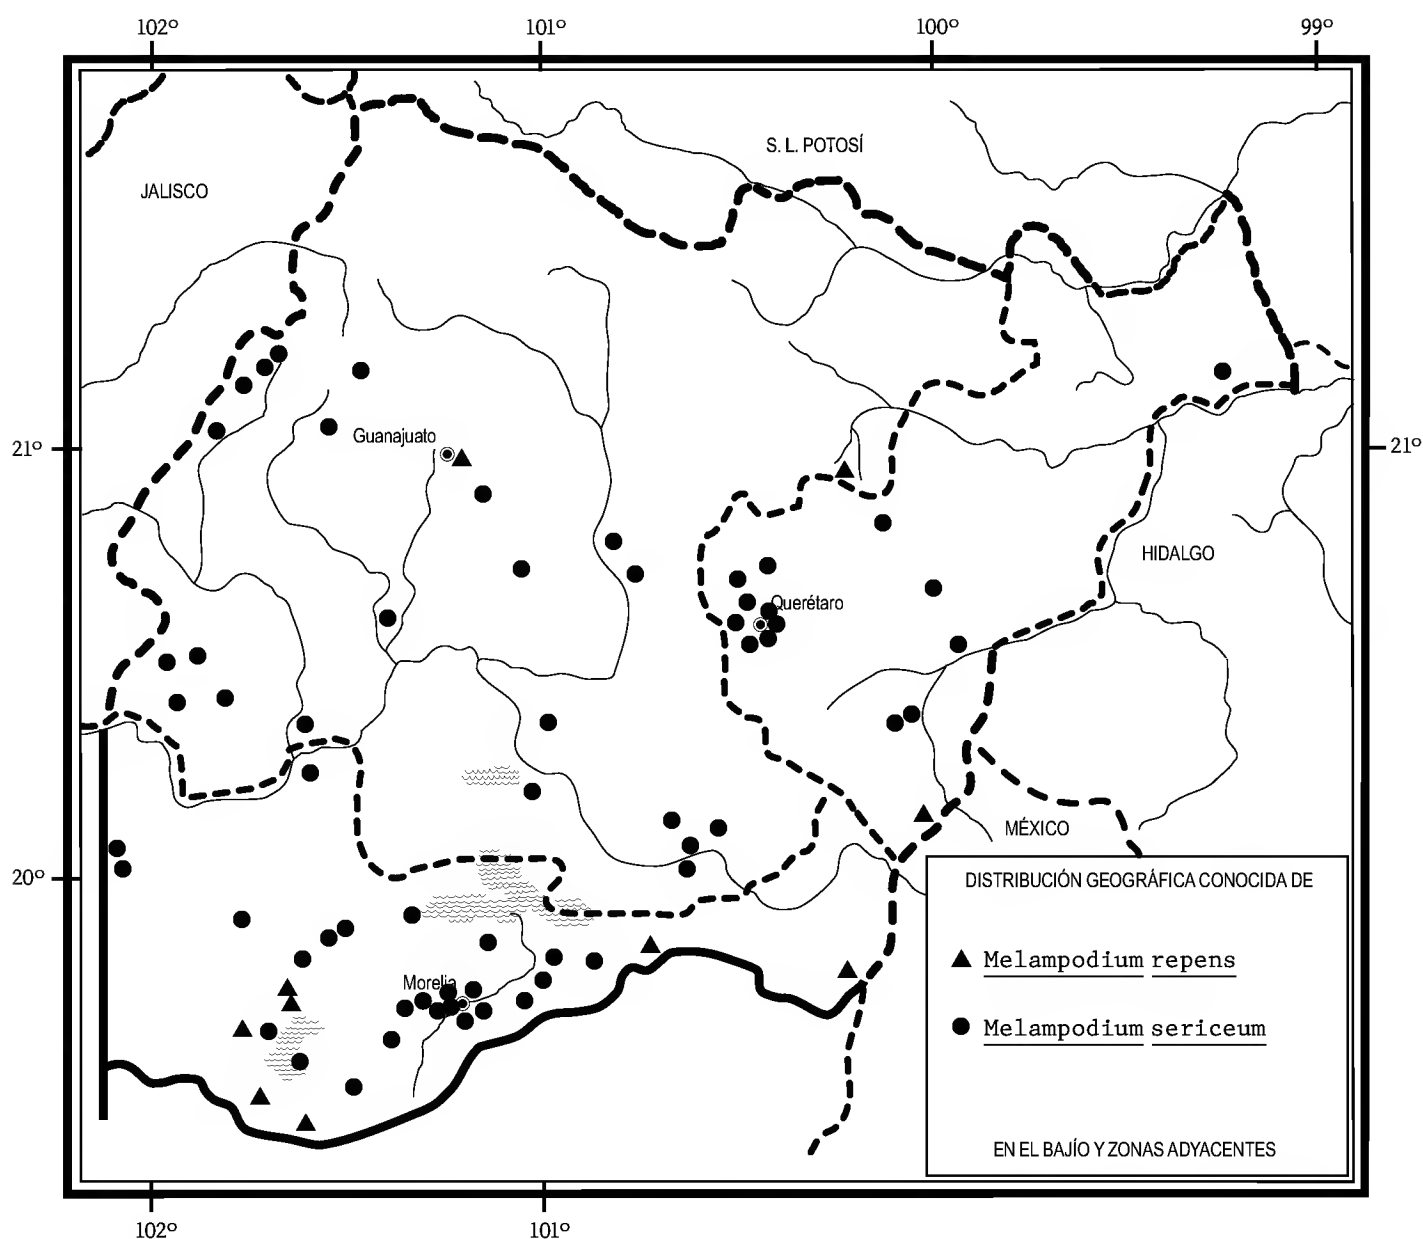 102° 101° 100° 99°
S. L. POTOSÍ
JALISCO
Guanajuato
21° 21°
HIDALGO
Querétaro
MÉXICO
20°
DISTRIBUCIÓN GEOGRÁFICA CONOCIDA DE
Melampodium repens
Morelia
Melampodium sericeum
EN EL BAJÍO Y ZONAS ADYACENTES
102° 101°